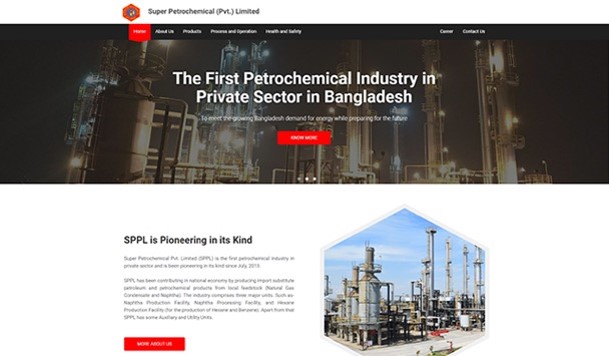 Super Petrochemical (Pvt.) Limited
Home About Us Products Process and Operation Health and Safety Career Contact Us
The First Petrochemical Industry in
Private Sector in Bangladesh
To meet the growing Bangladesh demand for energy while preparing for the future
KNOW MORE
SPPL is Pioneering in its Kind
Super Petrochemical Pvt. Limited (SPPL) is the first petrochemical industry in
private sector and is been pioneering in its kind since July, 2010.
SPPL has been contributing in national economy by producing import substitute
petroleum and petrochemical products from local feedstock (Natural Gas
Condensate and Naphtha). The industry comprises three major units: Such as-
Naphtha Production Facility, Naphtha Processing Facility, and Hexane
Production Facility (for the production of Hexane and Benzene). Apart from that
SPPL has some Auxiliary and Utility Units.
MORE ABOUT US